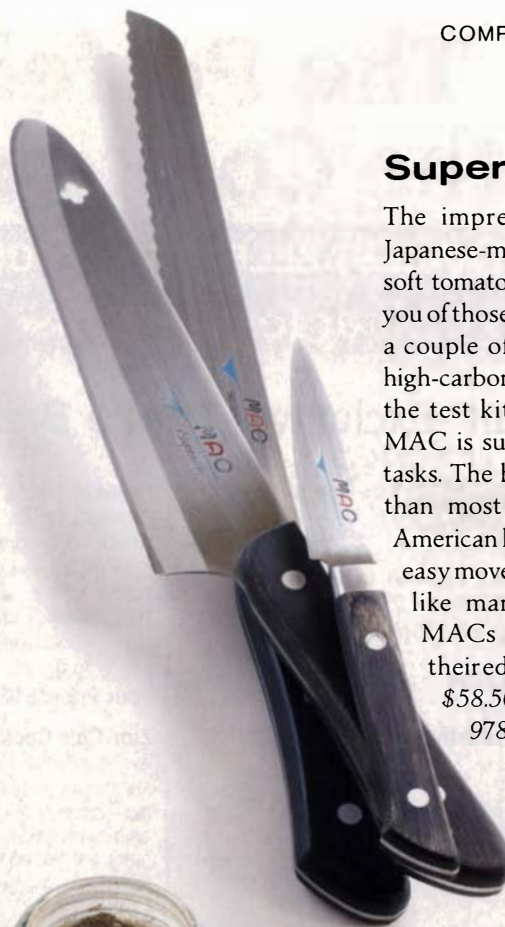 COMP
Super
The impre
Japanese-m
soft tomato
you of those
a couple of
high-carbon
the test kit
MAC is su
tasks. The h
than most
American k
easy move
like mar
MACs
their ed
$58.50
978
MAC
MAC
MAC